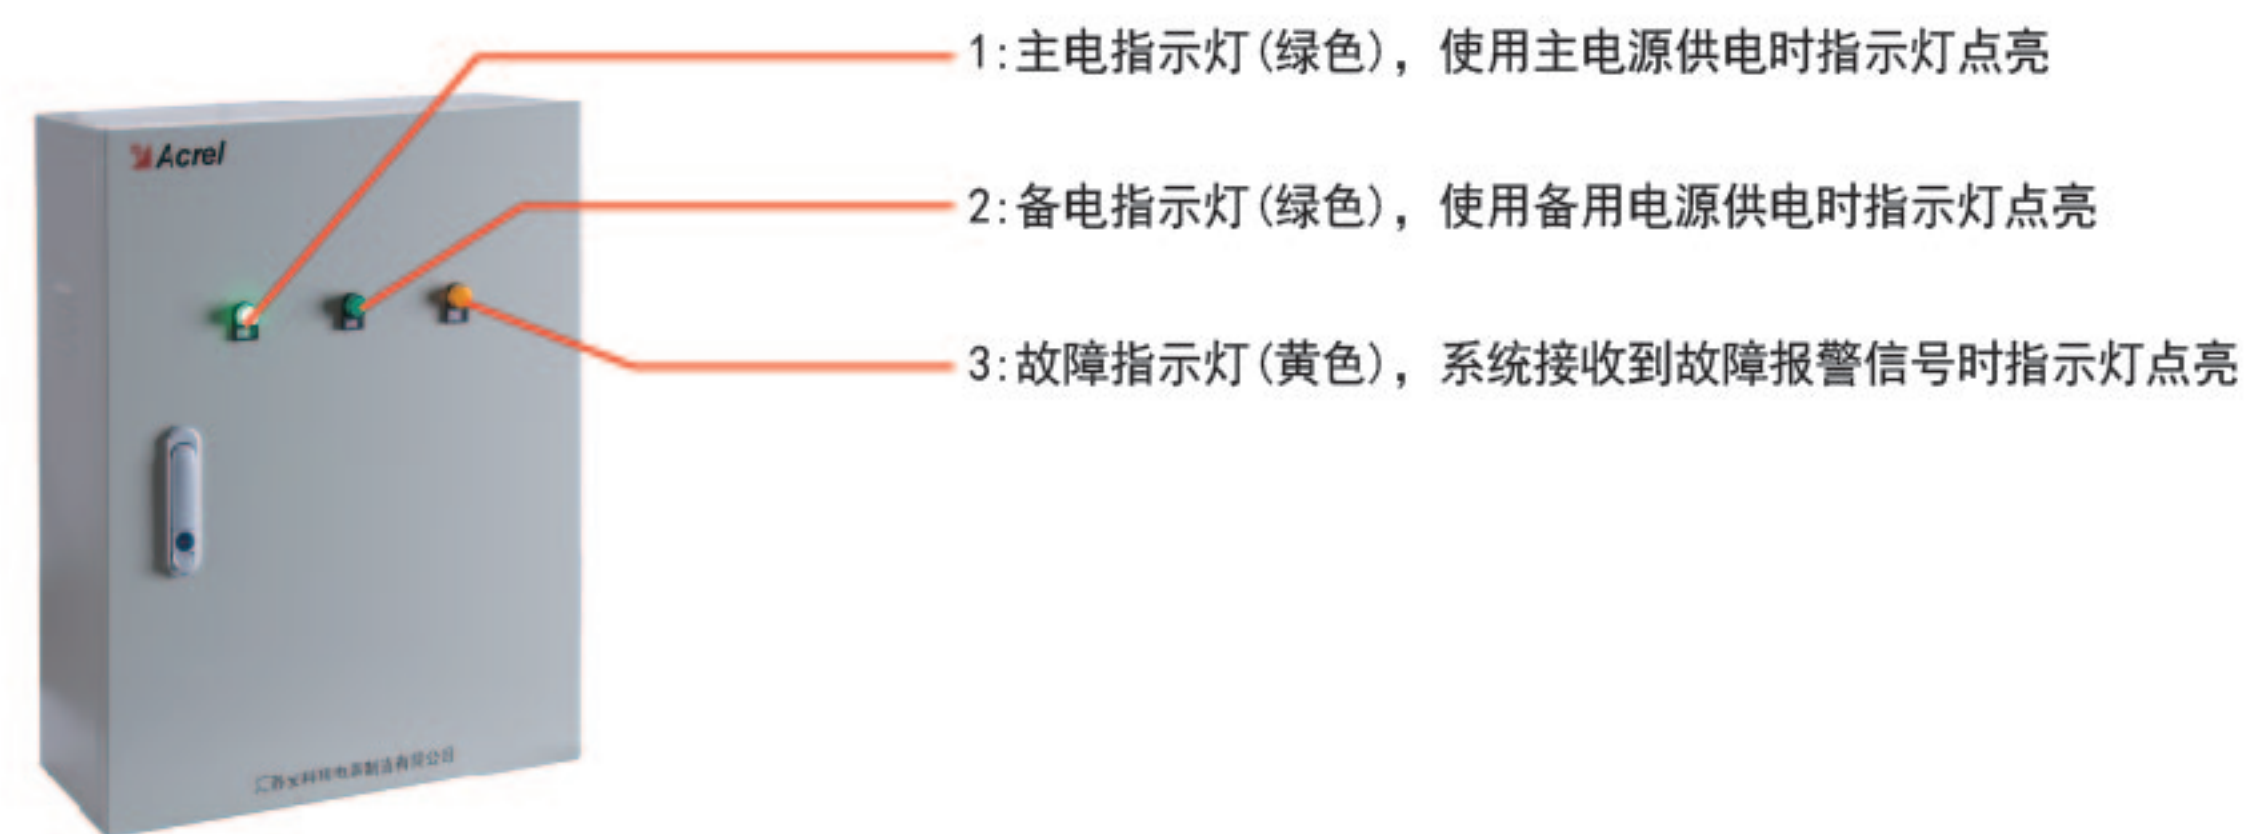 1:主电指示灯(绿色)，使用主电源供电时指示灯点亮
Acrel
2:备电指示灯(绿色)，使用备用电源供电时指示灯点亮
3:故障指示灯(黄色)，系统接收到故障报警信号时指示灯点亮